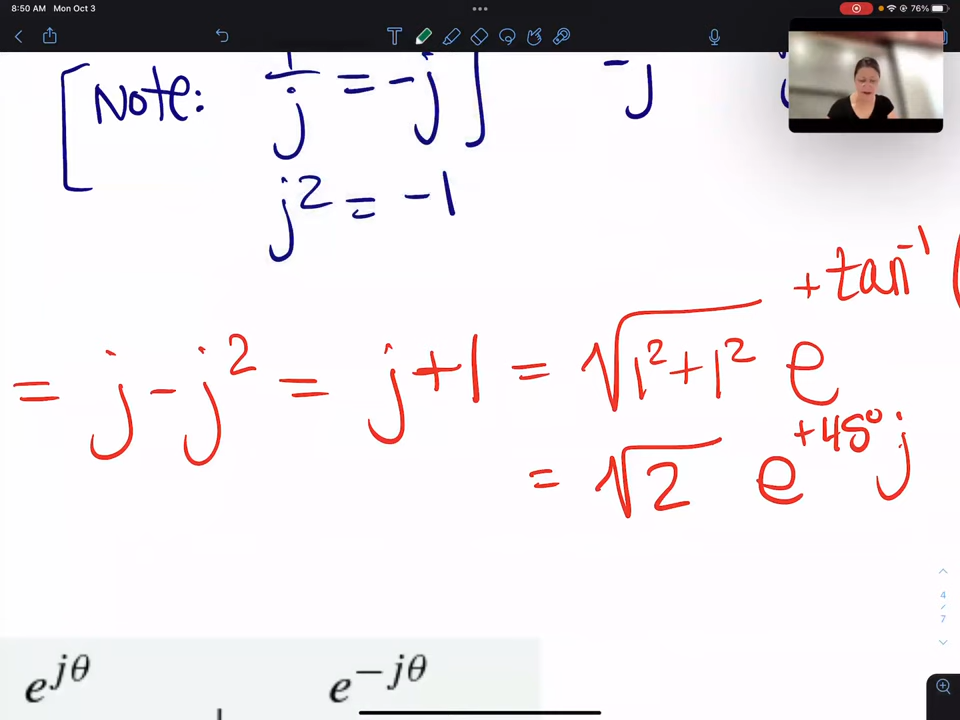 8:50 AM Mon Oct 3
76%
[Note: 1/j = -j] -j
j² = -1
= j - j² = j+1 = √(1²+1²) e^(+tan⁻¹(
= √2 e^(+45°j)
4
/
7
e^(jθ) e^(-jθ)